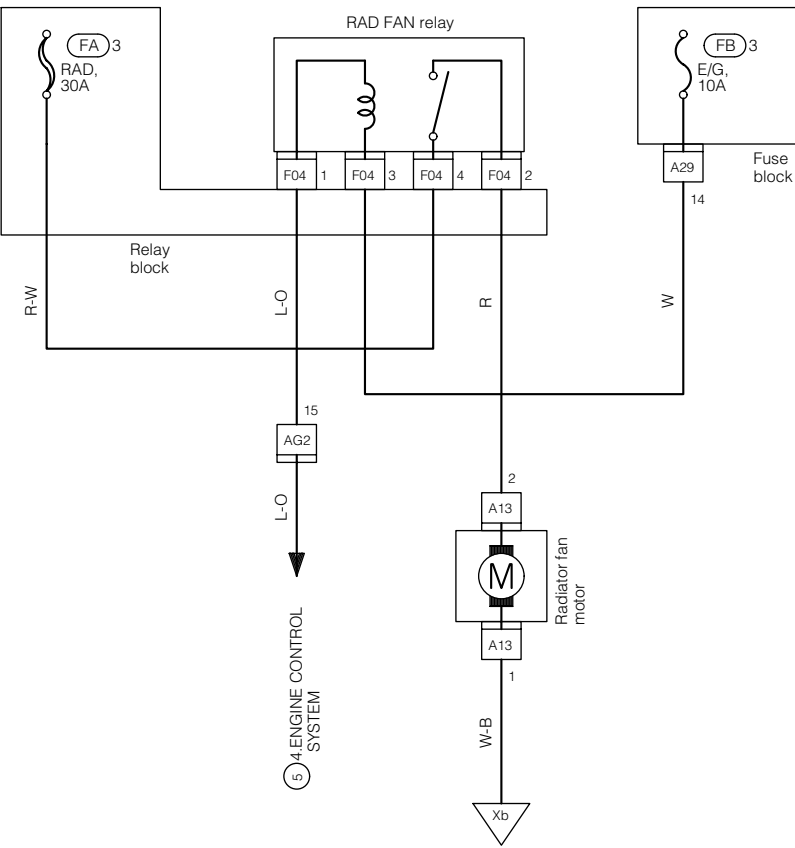 RAD FAN relay
FA 3
RAD,
30A
FB 3
E/G,
10A
F04 1
F04 3
F04 4
F04 2
A29
14
Fuse
block
Relay
block
R-W
L-O
R
W
15
AG2
L-O
2
A13
M
Radiator fan
motor
A13
1
W-B
5 4.ENGINE CONTROL
SYSTEM
Xb